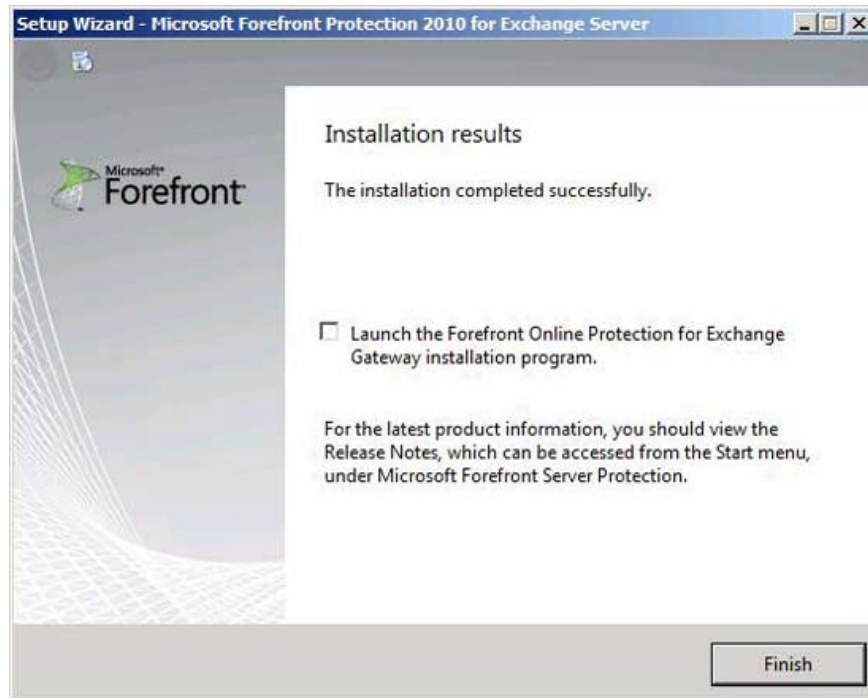 Setup Wizard - Microsoft Forefront Protection 2010 for Exchange Server
Microsoft®
Forefront™
Installation results
The installation completed successfully.
Launch the Forefront Online Protection for Exchange
Gateway installation program.
For the latest product information, you should view the
Release Notes, which can be accessed from the Start menu,
under Microsoft Forefront Server Protection.
Finish